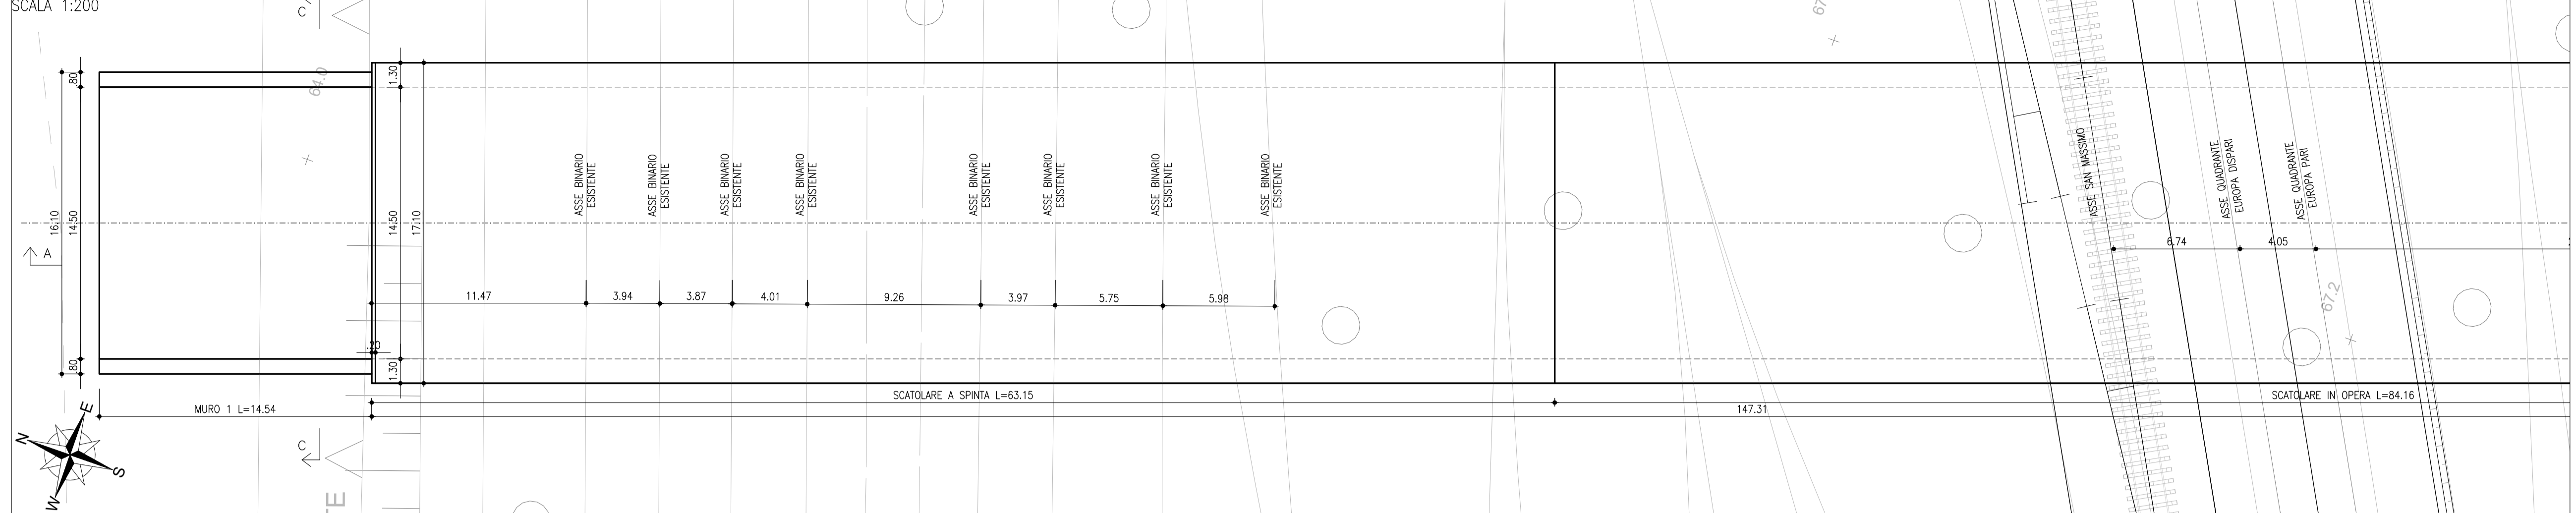 SCALA 1:200
C
64.0
67.
.80
1.30
16.10
14.50
14.50
17.10
A
ASSE BINARIO
ESISTENTE
ASSE BINARIO
ESISTENTE
ASSE BINARIO
ESISTENTE
ASSE BINARIO
ESISTENTE
ASSE BINARIO
ESISTENTE
ASSE BINARIO
ESISTENTE
ASSE BINARIO
ESISTENTE
ASSE BINARIO
ESISTENTE
ASSE SAN MASSIMO
ASSE QUADRANTE
EUROPA DISPARI
ASSE QUADRANTE
EUROPA PARI
6.74
4.05
11.47
3.94
3.87
4.01
9.26
3.97
5.75
5.98
67.2
.20
.80
1.30
SCATOLARE A SPINTA L=63.15
SCATOLARE IN OPERA L=84.16
MURO 1 L=14.54
147.31
N
E
S
W
C
TE